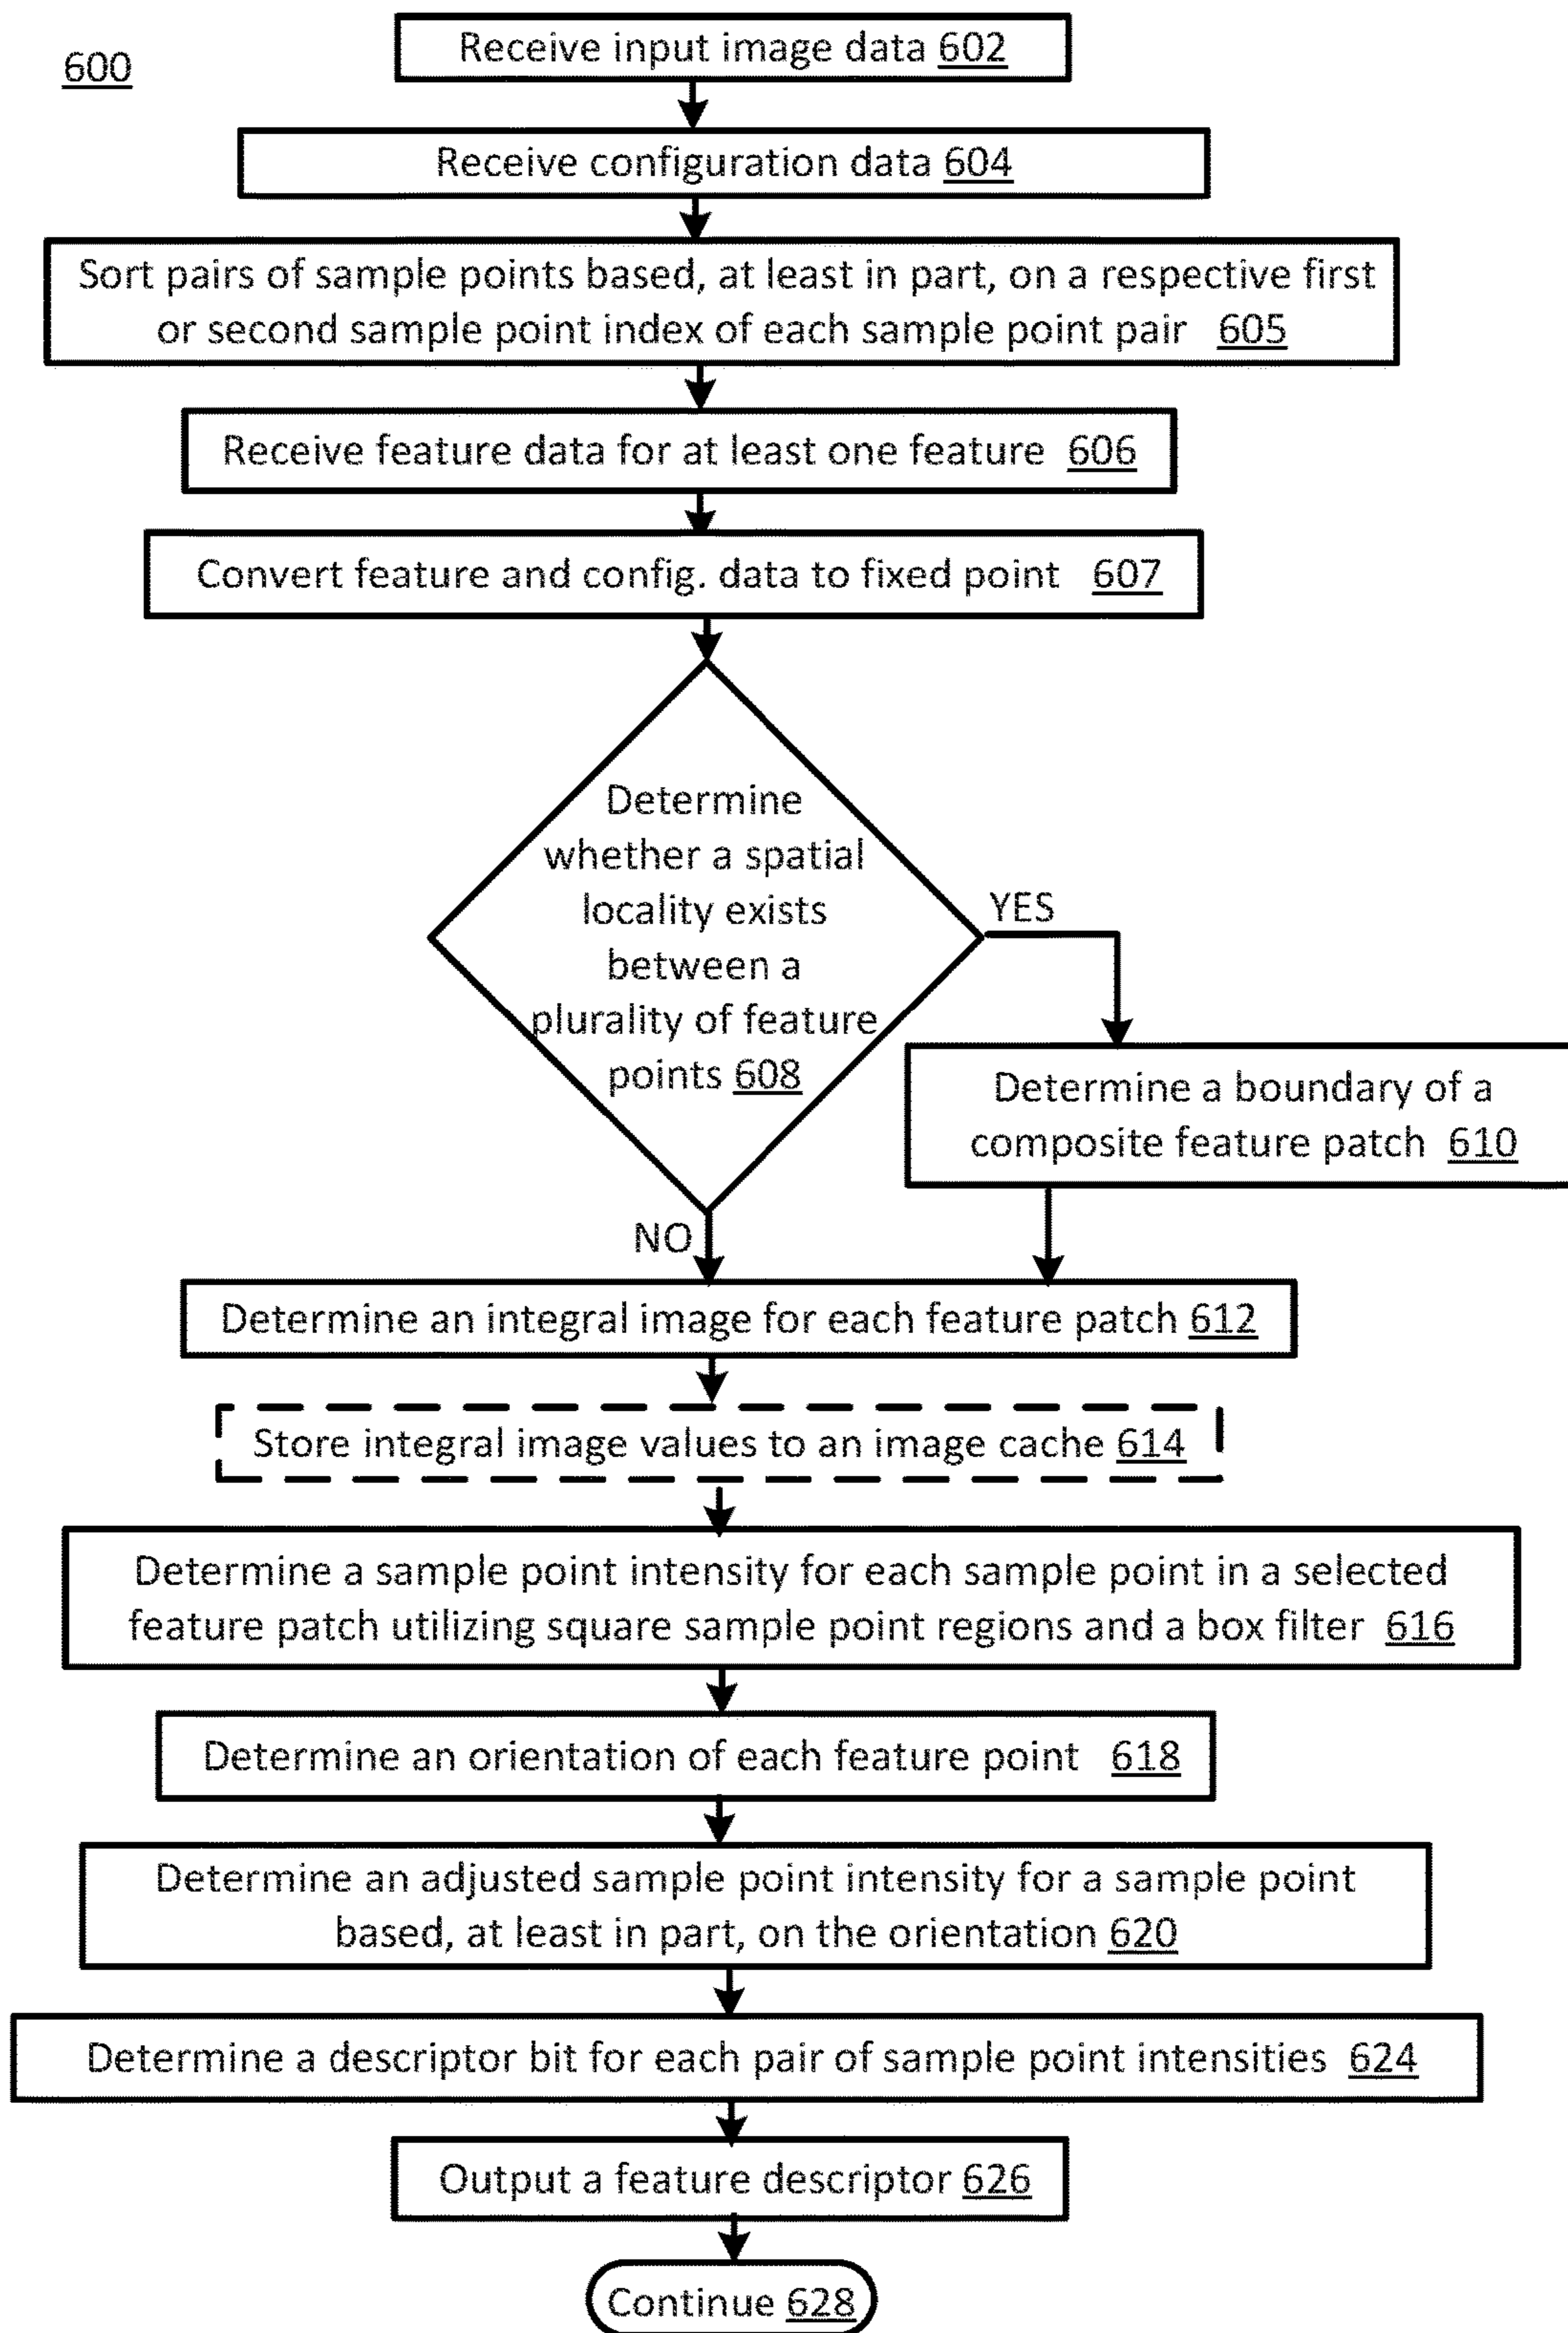 600
Receive input image data 602
Receive configuration data 604
Sort pairs of sample points based, at least in part, on a respective first
or second sample point index of each sample point pair 605
Receive feature data for at least one feature 606
Convert feature and config. data to fixed point 607
Determine
whether a spatial
locality exists
between a
plurality of feature
points 608
YES
Determine a boundary of a
composite feature patch 610
NO
Determine an integral image for each feature patch 612
Store integral image values to an image cache 614
Determine a sample point intensity for each sample point in a selected
feature patch utilizing square sample point regions and a box filter 616
Determine an orientation of each feature point 618
Determine an adjusted sample point intensity for a sample point
based, at least in part, on the orientation 620
Determine a descriptor bit for each pair of sample point intensities 624
Output a feature descriptor 626
Continue 628